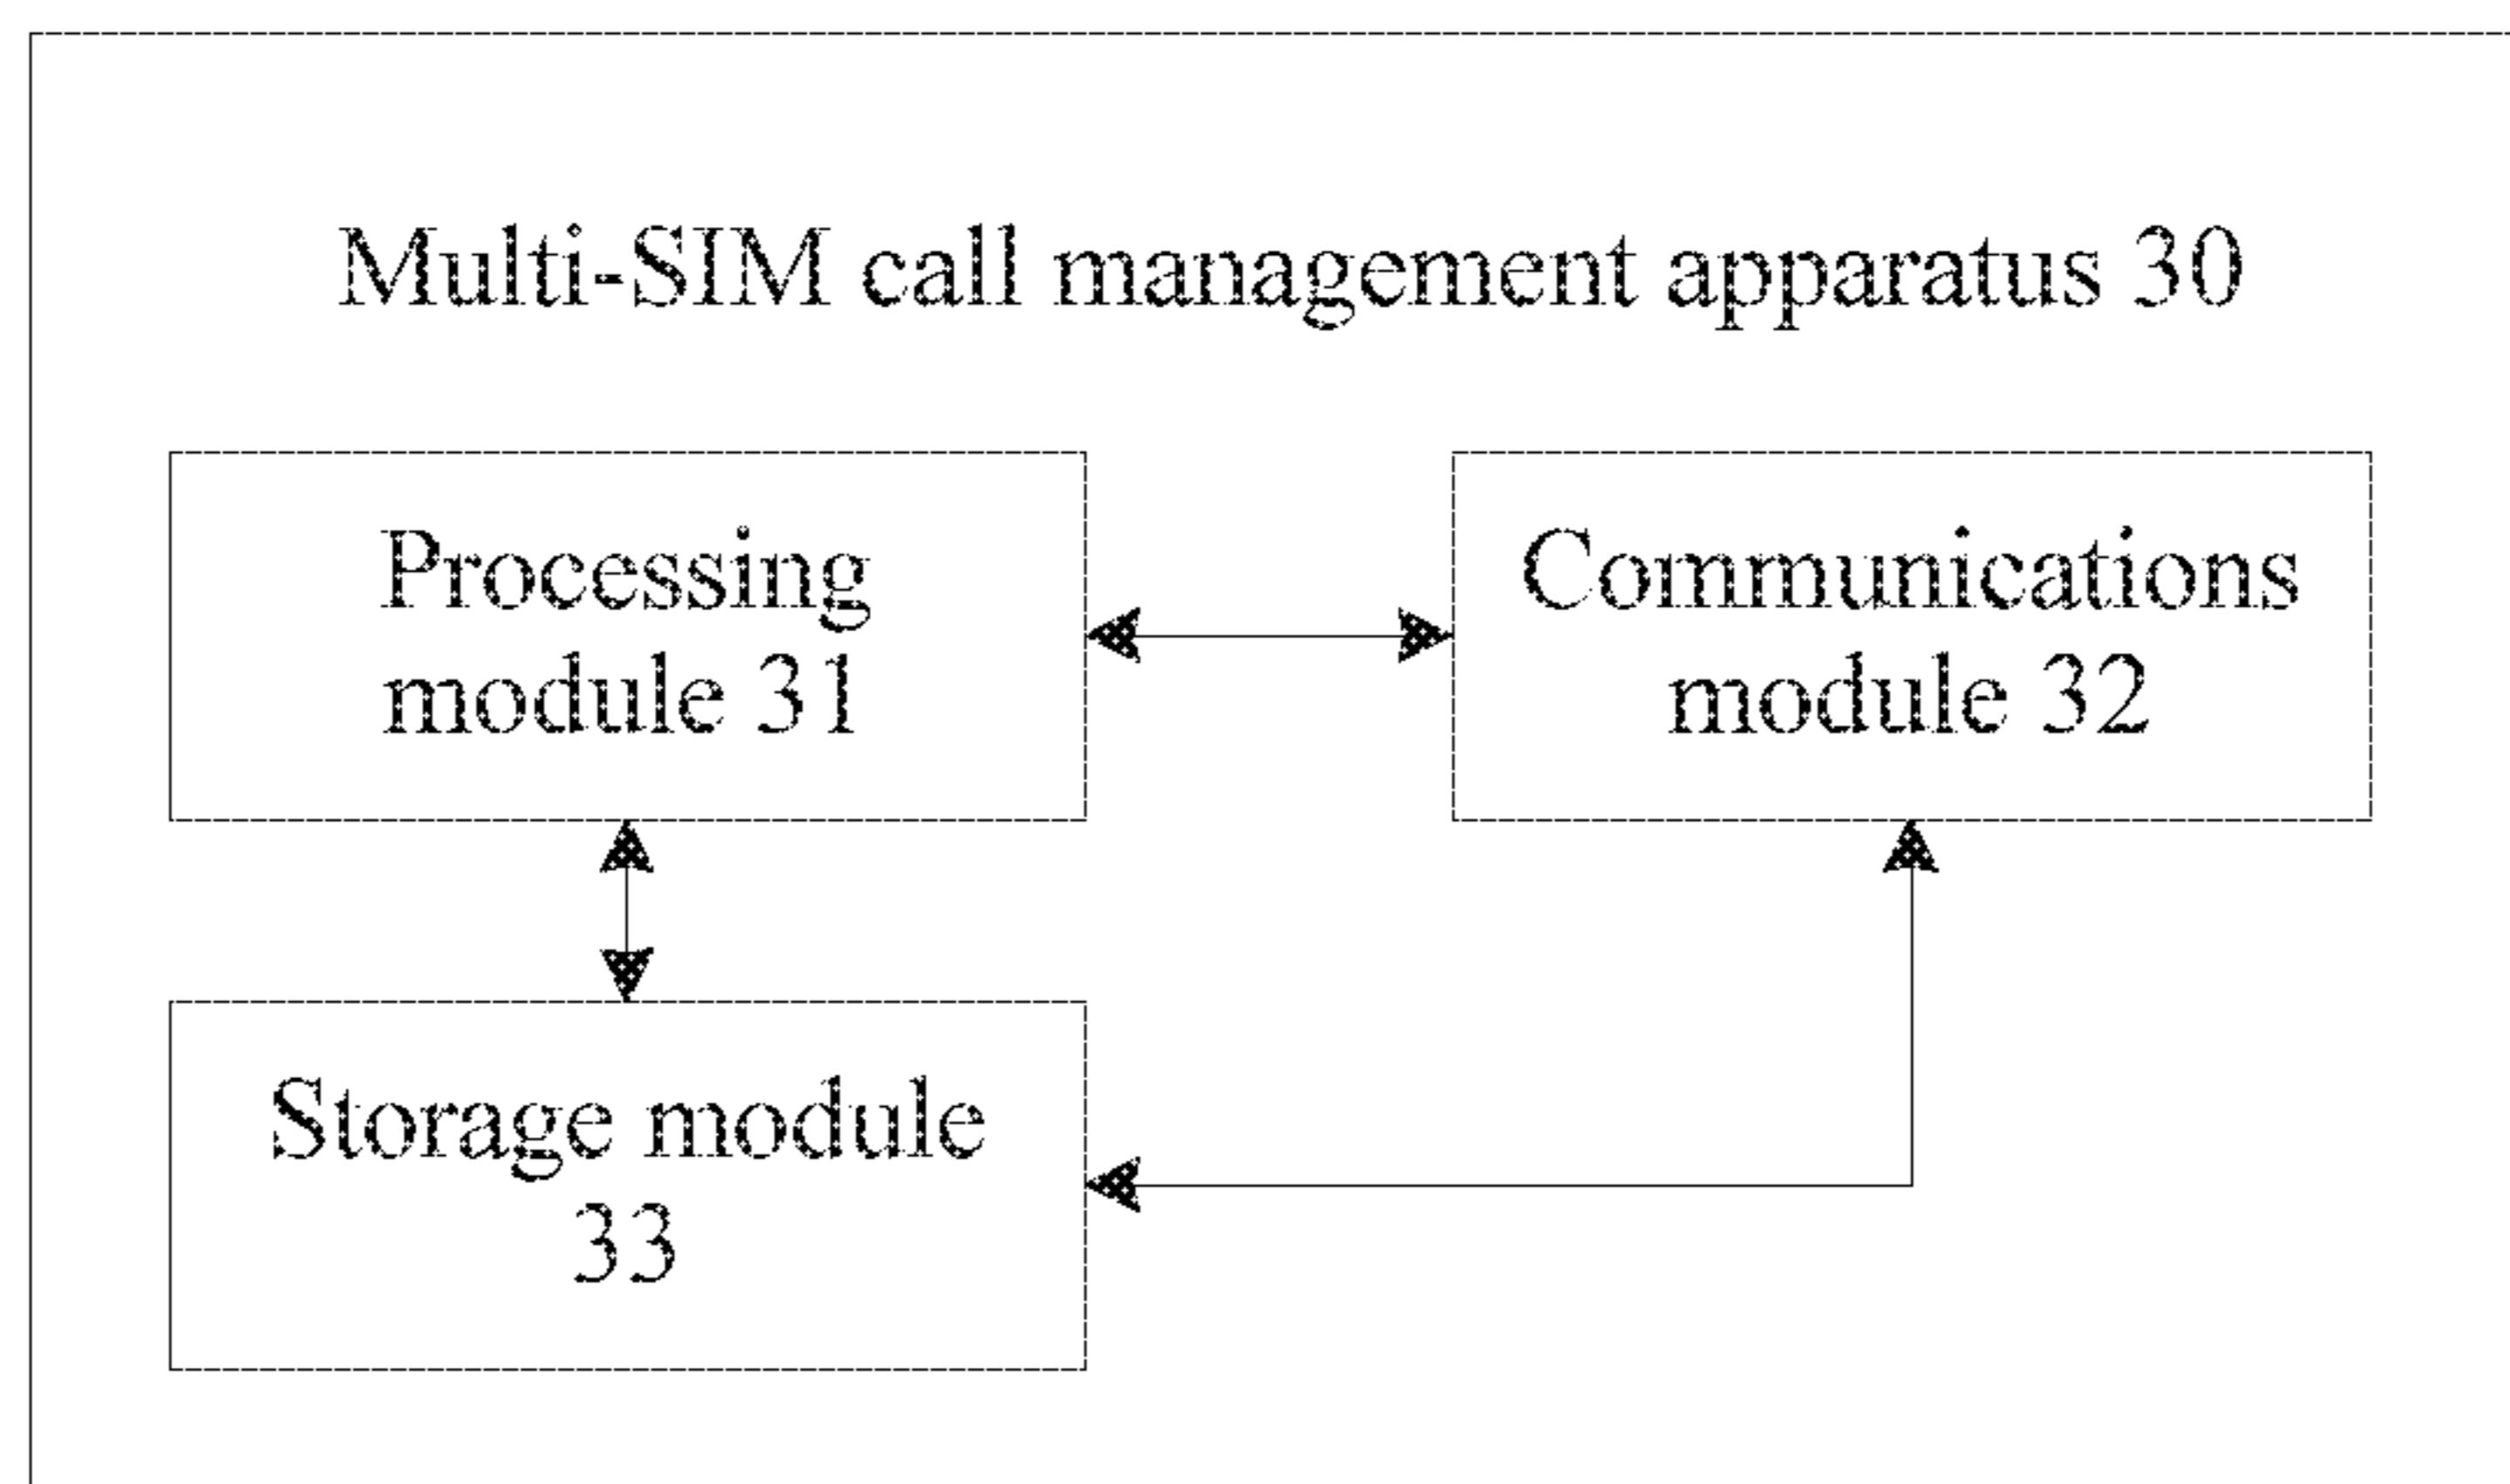 Multi-SIM call management apparatus 30
Processing
module 31
Communications
module 32
Storage module
33